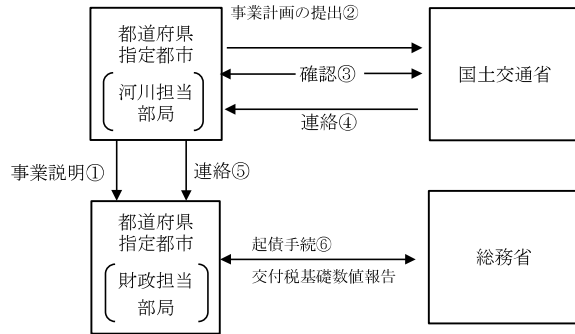 事業計画の提出②
都道府県
指定都市
河川担当
部局
確認③
連絡④
国土交通省
事業説明①
連絡⑤
都道府県
指定都市
財政担当
部局
起債手続⑥
交付税基礎数値報告
総務省